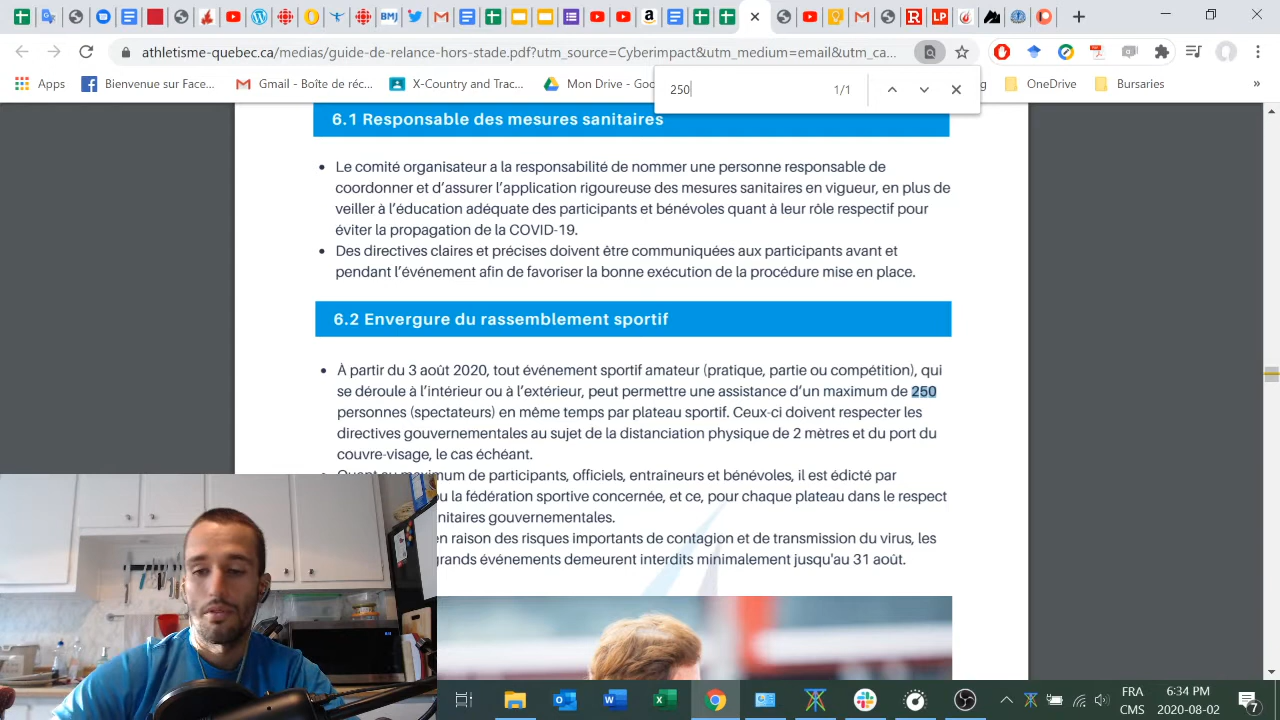 athletisme-quebec.ca/medias/guide-de-relance-hors-stade.pdf?utm_source=Cyberimpact&utm_medium=email&utm_ca...
Apps
Bienvenue sur Face...
Gmail - Boîte de réc...
X-Country and Trac...
Mon Drive - Goo
OneDrive
Bursaries
»
250
1/1
6.1 Responsable des mesures sanitaires
• Le comité organisateur a la responsabilité de nommer une personne responsable de
coordonner et d’assurer l’application rigoureuse des mesures sanitaires en vigueur, en plus de
veiller à l’éducation adéquate des participants et bénévoles quant à leur rôle respectif pour
éviter la propagation de la COVID-19.
• Des directives claires et précises doivent être communiquées aux participants avant et
pendant l’événement afin de favoriser la bonne exécution de la procédure mise en place.
6.2 Envergure du rassemblement sportif
• À partir du 3 août 2020, tout événement sportif amateur (pratique, partie ou compétition), qui
se déroule à l’intérieur ou à l’extérieur, peut permettre une assistance d’un maximum de 250
personnes (spectateurs) en même temps par plateau sportif. Ceux-ci doivent respecter les
directives gouvernementales au sujet de la distanciation physique de 2 mètres et du port du
couvre-visage, le cas échéant.
• Quant au maximum de participants, officiels, entraîneurs et bénévoles, il est édicté par
ou la fédération sportive concernée, et ce, pour chaque plateau dans le respect
nitaires gouvernementales.
en raison des risques importants de contagion et de transmission du virus, les
grands événements demeurent interdits minimalement jusqu'au 31 août.
FRA
CMS
6:34 PM
2020-08-02
7